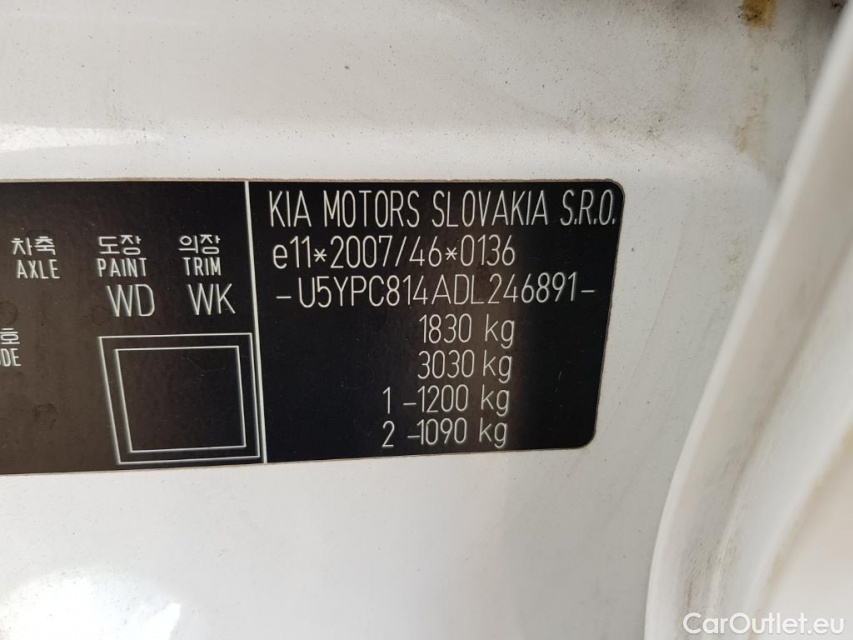 차축 도장 의장
AXLE PAINT TRIM
WD WK
호
KIA MOTORS SLOVAKIA S.R.O.
e11*2007/46*0136
-U5YPC814ADL246891-
1830 kg
3030 kg
1 -1200 kg
2 -1090 kg
CarOutlet.eu